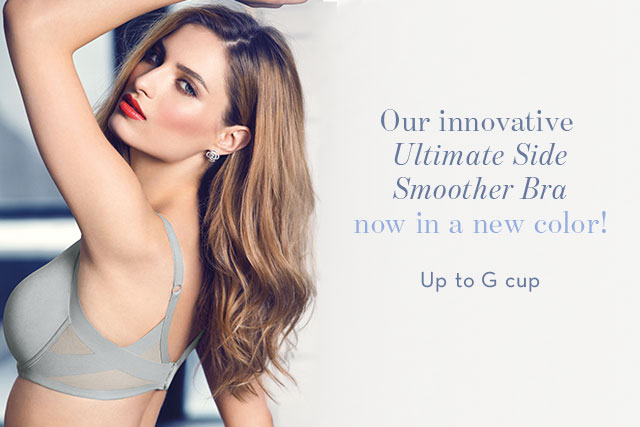 Our innovative
Ultimate Side
Smoother Bra
now in a new color!
Up to G cup